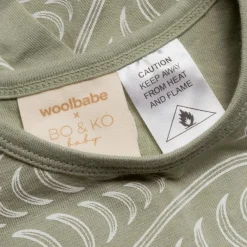 woolbabe
x
BO & KO
baby
CAUTION
KEEP AWAY
FROM HEAT
AND FLAME